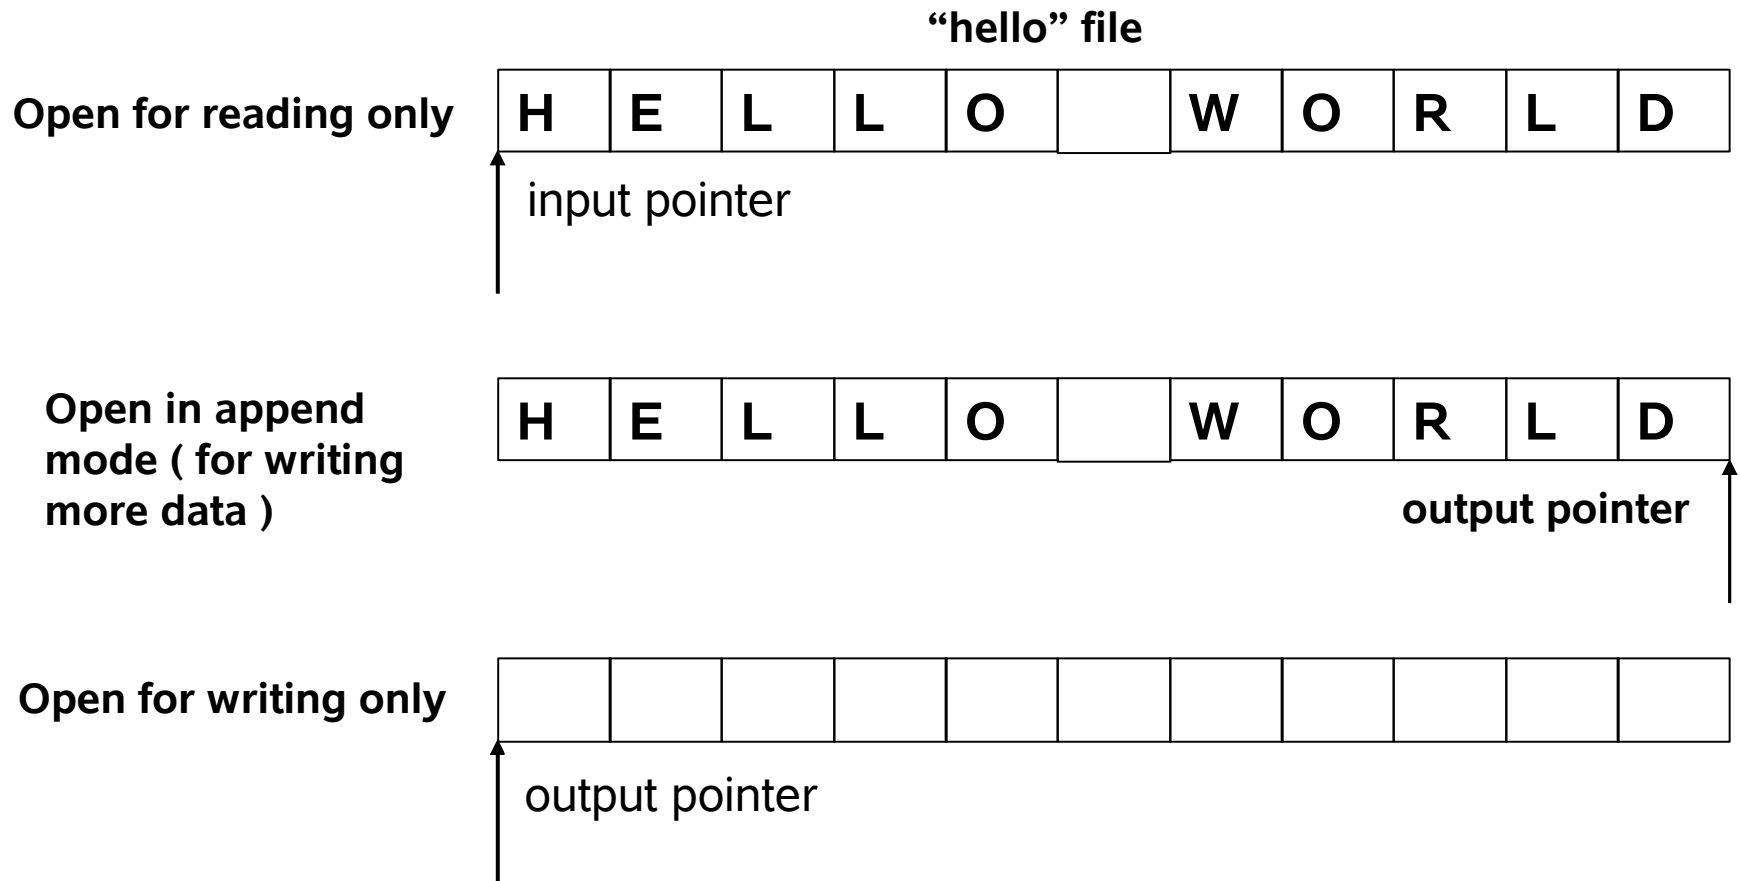 “hello” file
Open for reading only
H E L L O W O R L D
input pointer
Open in append
mode ( for writing
more data )
H E L L O W O R L D
output pointer
Open for writing only
output pointer